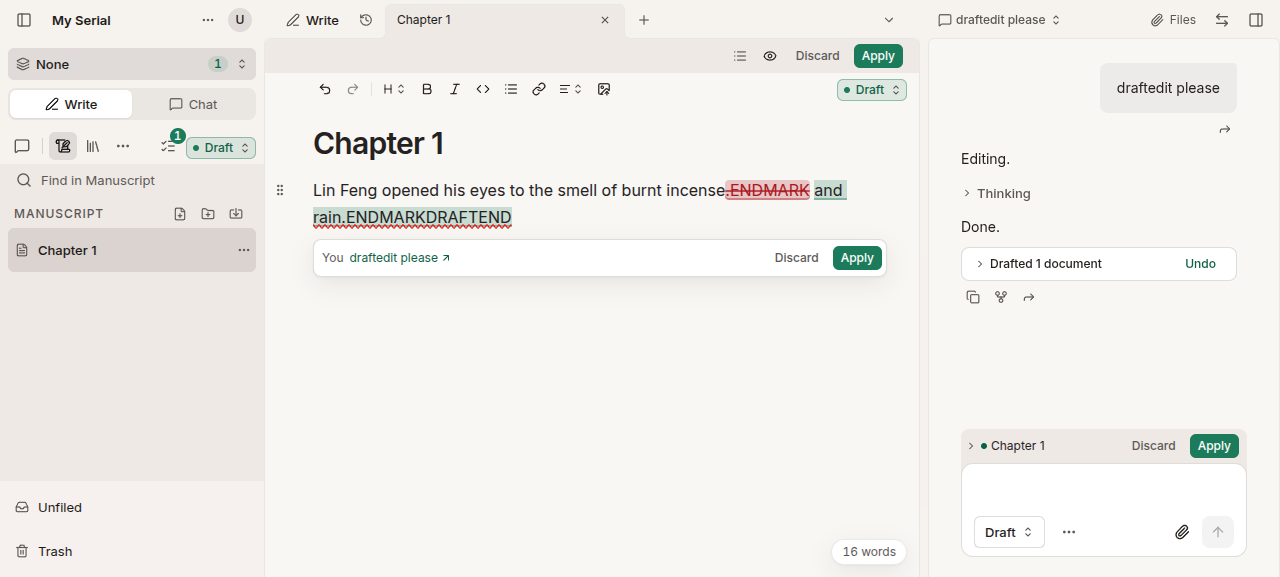 My Serial
U
Write
Chapter 1
draftedit please
Files
None
1
Discard
Apply
Write
Chat
H
B
I
Draft
draftedit please
1
Draft
Chapter 1
Find in Manuscript
Editing.
Lin Feng opened his eyes to the smell of burnt incense.ENDMARK and
rain.ENDMARKDRAFTEND
Thinking
MANUSCRIPT
Done.
Chapter 1
You draftedit please
Discard
Apply
Drafted 1 document
Undo
Chapter 1
Discard
Apply
Unfiled
Draft
Trash
16 words